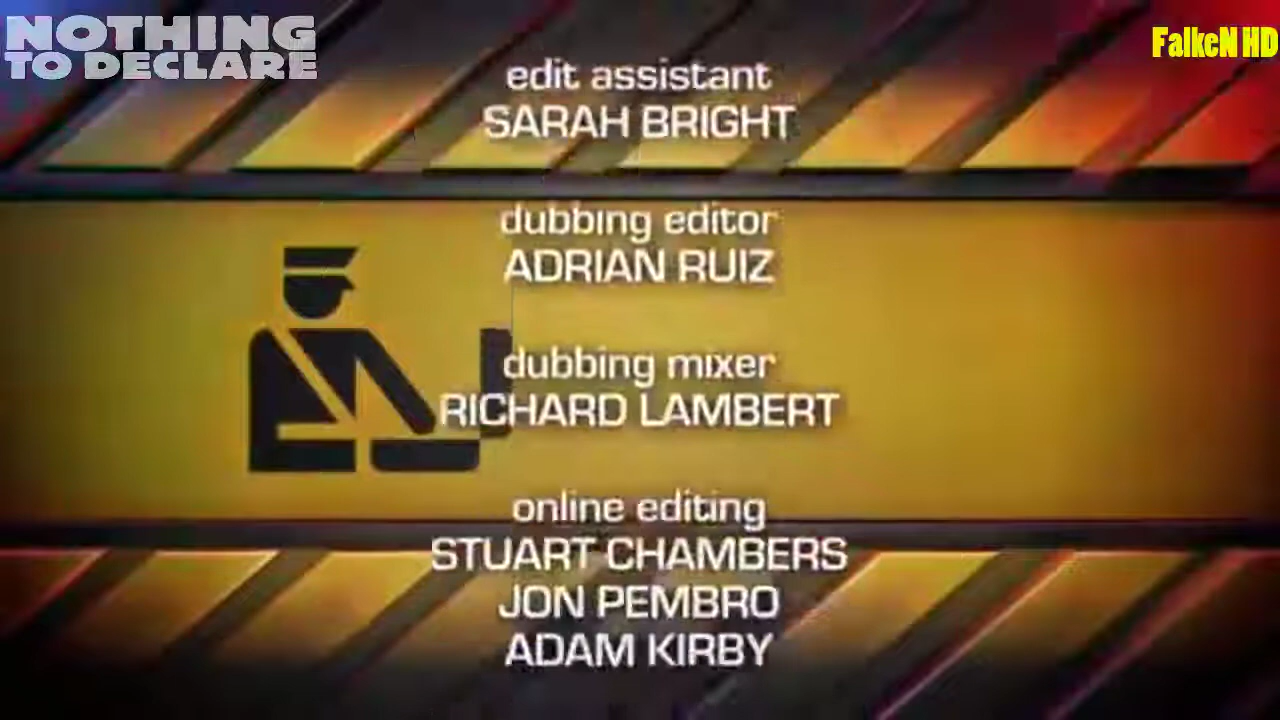 NOTHING
TO DECLARE
FalkeN HD
edit assistant
SARAH BRIGHT
dubbing editor
ADRIAN RUIZ
dubbing mixer
RICHARD LAMBERT
online editing
STUART CHAMBERS
JON PEMBRO
ADAM KIRBY